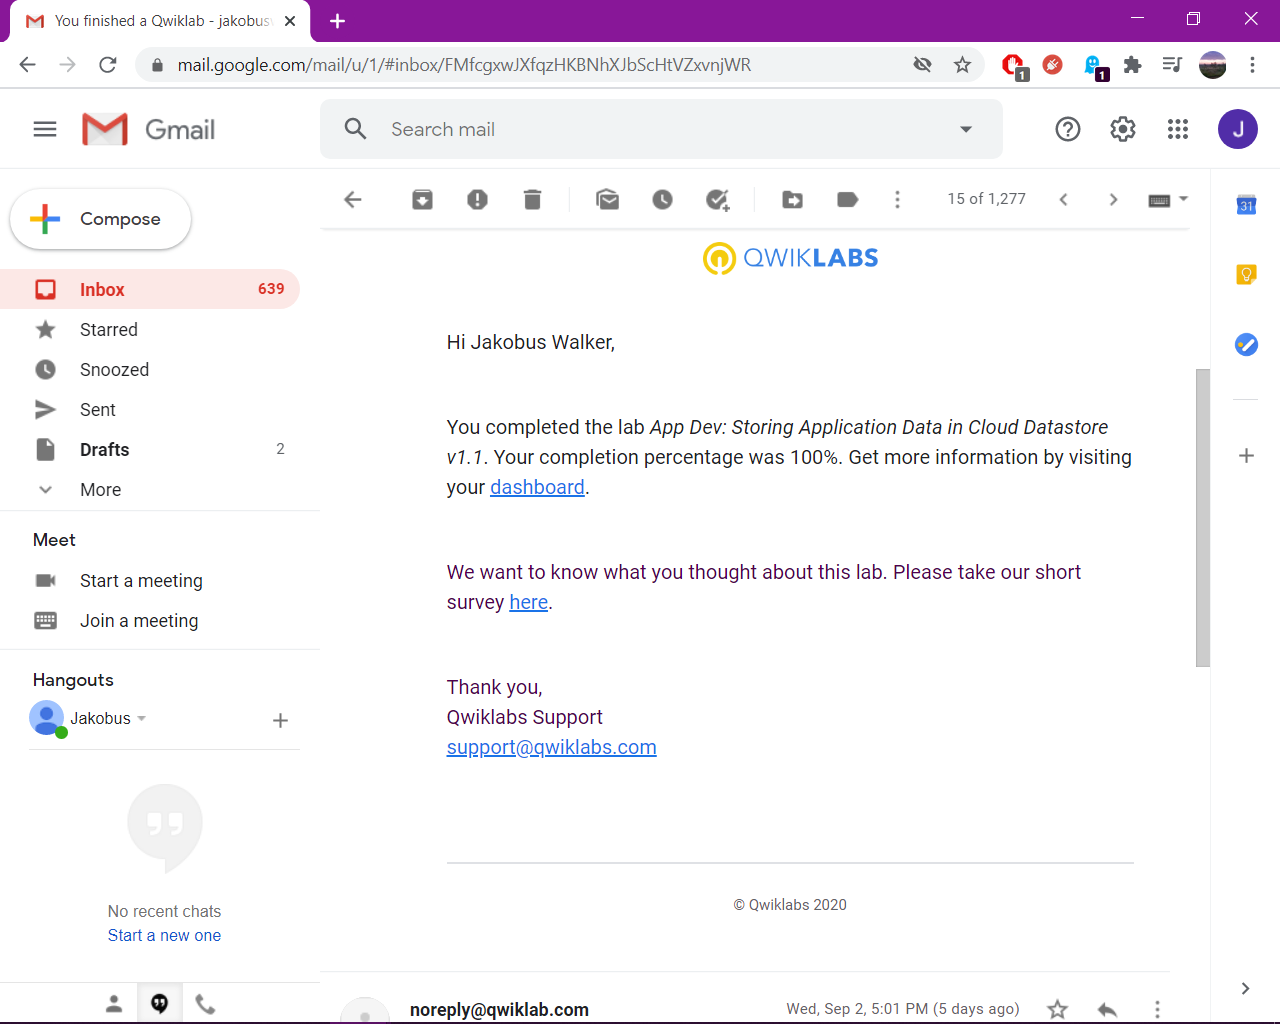 You finished a Qwiklab - jakobusw
mail.google.com/mail/u/1/#inbox/FMfcgxwJXfqzHKBNhXJbScHtVZxvnjWR
1
1
Gmail
Search mail
J
Compose
15 of 1,277
31
Inbox 639
Starred
Snoozed
Sent
Drafts 2
More
Meet
Start a meeting
Join a meeting
Hangouts
Jakobus
No recent chats
Start a new one
QWIKLABS
Hi Jakobus Walker,
You completed the lab App Dev: Storing Application Data in Cloud Datastore
v1.1. Your completion percentage was 100%. Get more information by visiting
your dashboard.
We want to know what you thought about this lab. Please take our short
survey here.
Thank you,
Qwiklabs Support
support@qwiklabs.com
© Qwiklabs 2020
noreply@qwiklab.com Wed, Sep 2, 5:01 PM (5 days ago)